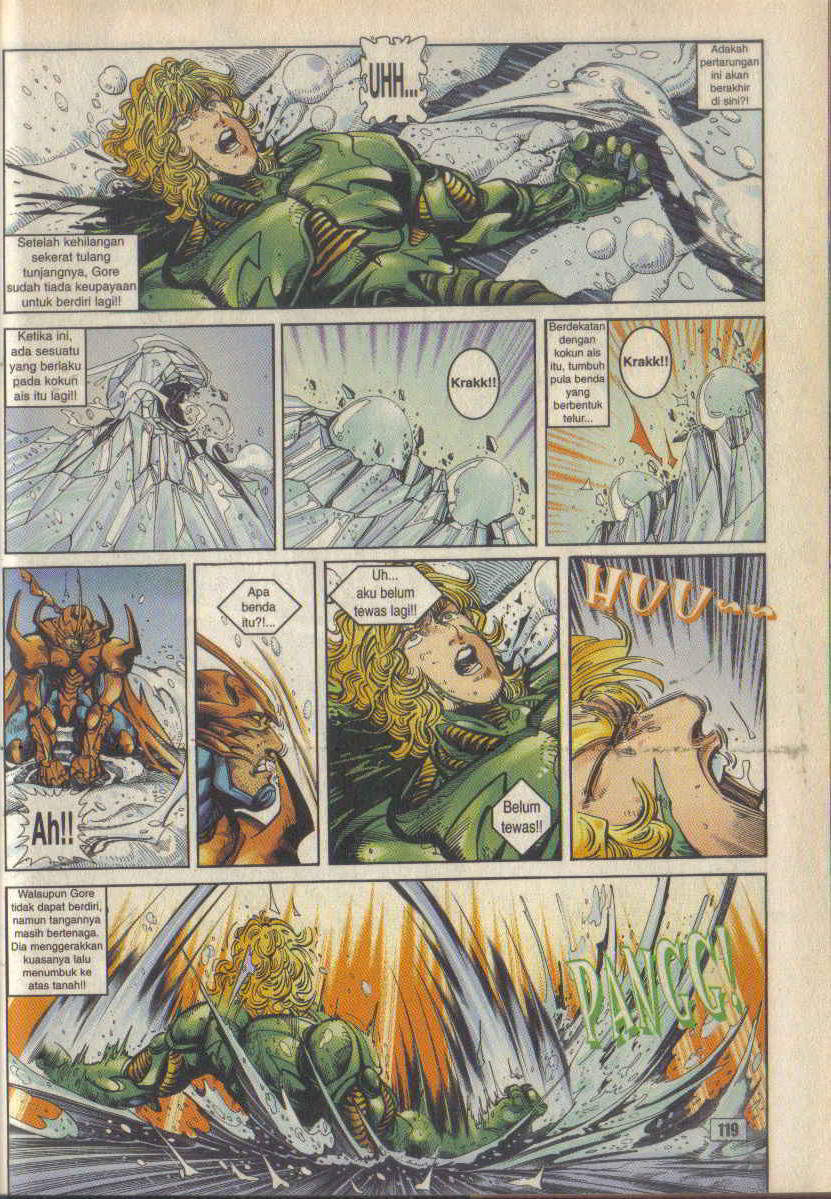 UHH...
Adakah
pertarungan
ini akan
berakhir
di sini?!
Setelah kehilangan
sekerat tulang
tunjangnya, Gore
sudah tiada keupayaan
untuk berdiri lagi!!
Ketika ini,
ada sesuatu
yang berlaku
pada kokun
ais itu lagi!!
Krakk!!
Berdekatan
dengan
kokun ais
itu, tumbuh
pula benda
yang
berbentuk
telur...
Krakk!!
Ah!!
Apa
benda
itu?!...
Uh...
aku belum
tewas lagi!!
Belum
tewas!!
HUU~~
Walaupun Gore
tidak dapat berdiri,
namun tangannya
masih bertenaga.
Dia menggerakkan
kuasanya lalu
menumbuk ke
atas tanah!!
PANGG!
119